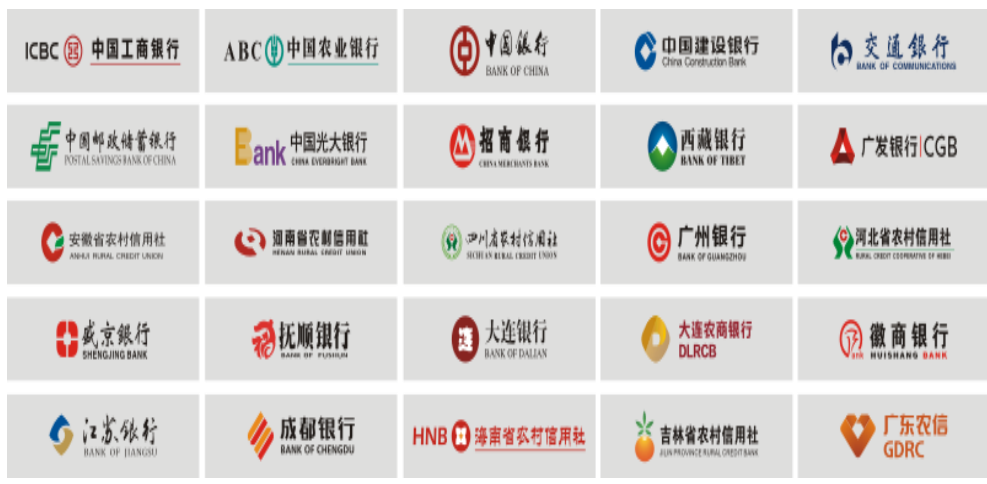 ICBC 中国工商银行
ABC 中国农业银行
中国银行
BANK OF CHINA
中国建设银行
China Construction Bank
交通銀行
BANK OF COMMUNICATIONS
中国邮政储蓄银行
POSTAL SAVINGS BANK OF CHINA
Bank 中国光大银行
CHINA EVERBRIGHT BANK
招商银行
CHINA MERCHANTS BANK
西藏银行
BANK OF TIBET
广发银行|CGB
安徽省农村信用社
ANHUI RURAL CREDIT UNION
河南省农村信用社
HENAN RURAL CREDIT UNION
四川省农村信用社
SICHUAN RURAL CREDIT UNION
广州银行
BANK OF GUANGZHOU
河北省农村信用社
RURAL CREDIT COOPERATIVE OF HEBEI
盛京銀行
SHENGJING BANK
抚顺银行
BANK OF FUSHUN
连 大连银行
BANK OF DALIAN
大连农商银行
DLRCB
Bank 徽商银行
HUISHANG BANK
江苏银行
BANK OF JIANGSU
成都银行
BANK OF CHENGDU
HNB 海南省农村信用社
吉林省农村信用社
JILIN PROVINCE RURAL CREDIT BANK
广东农信
GDRC